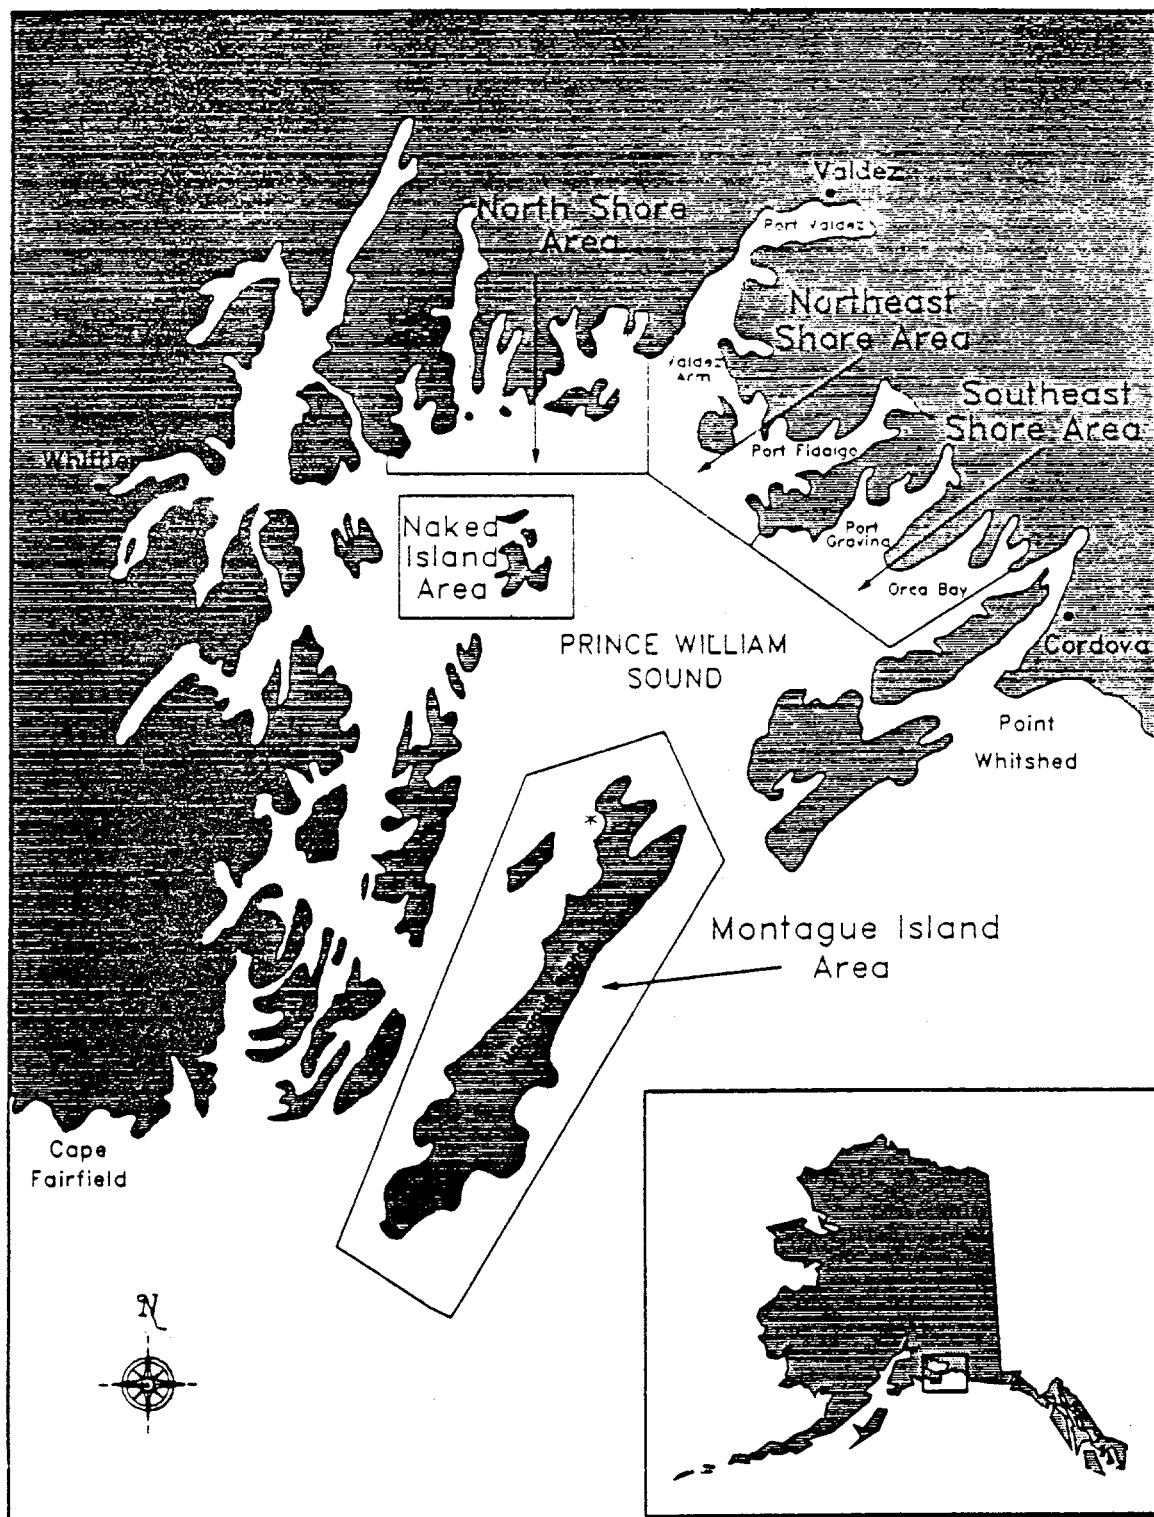 Valdez
Port Valdez
North Shore
Area
Northeast
Shore Area
Valdez
Arm
Southeast
Shore Area
Port Fidalgo
Whittier
Port
Gravina
Naked
Island
Area
Orca Bay
PRINCE WILLIAM
SOUND
Cordova
Point
Whitshed
*
Montague Island
Area
Cape
Fairfield
N